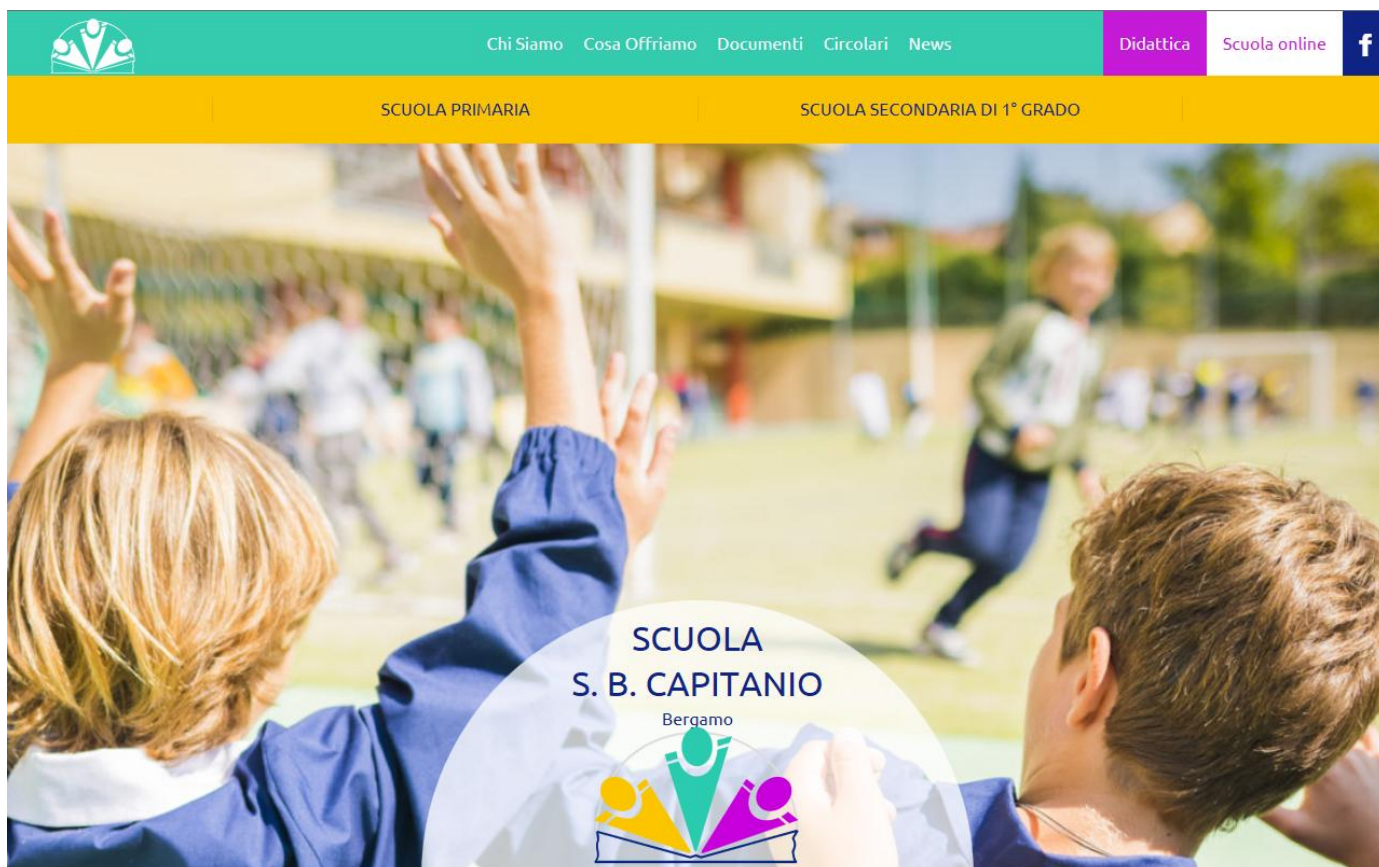 Chi Siamo Cosa Offriamo Documenti Circolari News Didattica Scuola online f
SCUOLA PRIMARIA SCUOLA SECONDARIA DI 1° GRADO
SCUOLA
S. B. CAPITANIO
Bergamo